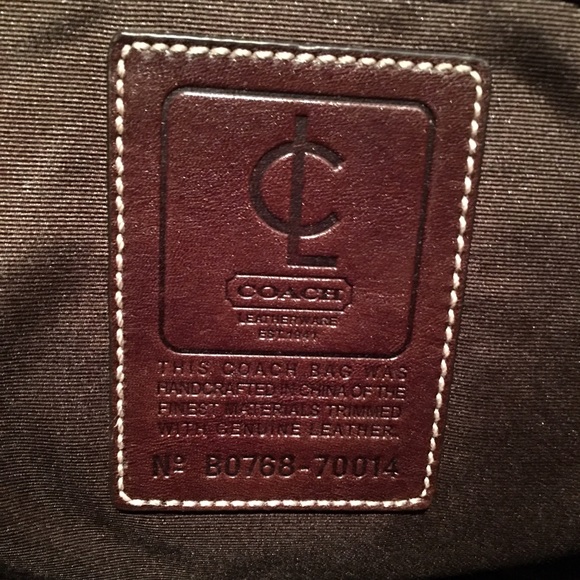 CL
COACH
LEATHERWARE
EST. 1941
THIS COACH BAG WAS
HANDCRAFTED IN CHINA OF THE
FINEST MATERIALS TRIMMED
WITH GENUINE LEATHER.
Nº B0768-70014